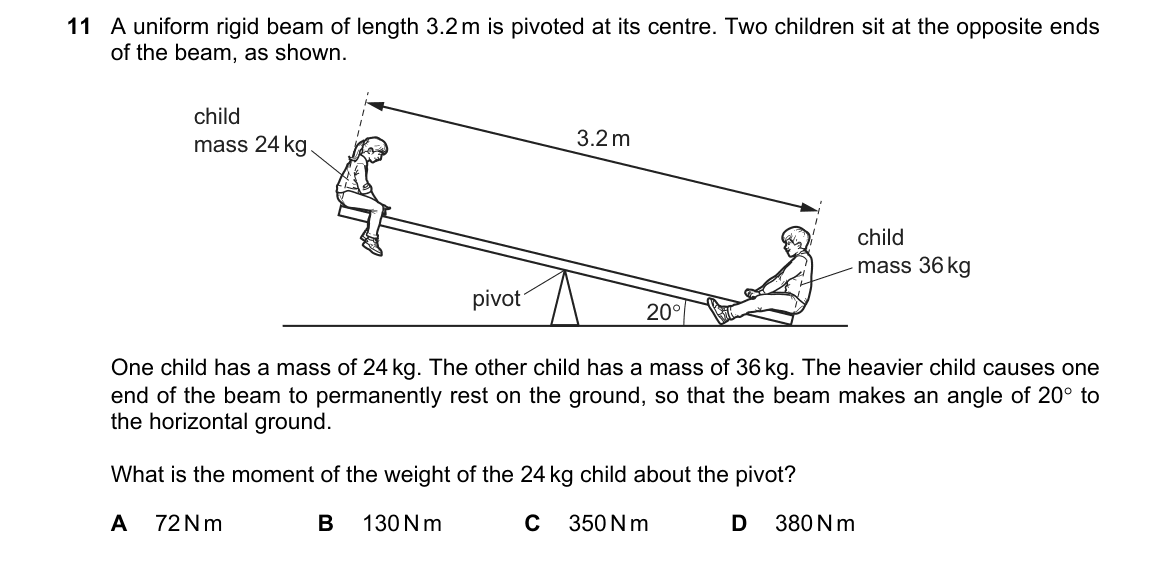 11 A uniform rigid beam of length 3.2 m is pivoted at its centre. Two children sit at the opposite ends
of the beam, as shown.
child
mass 24 kg
3.2 m
child
mass 36 kg
pivot
20°
One child has a mass of 24 kg. The other child has a mass of 36 kg. The heavier child causes one
end of the beam to permanently rest on the ground, so that the beam makes an angle of 20° to
the horizontal ground.
What is the moment of the weight of the 24 kg child about the pivot?
A 72 N m B 130 N m C 350 N m D 380 N m